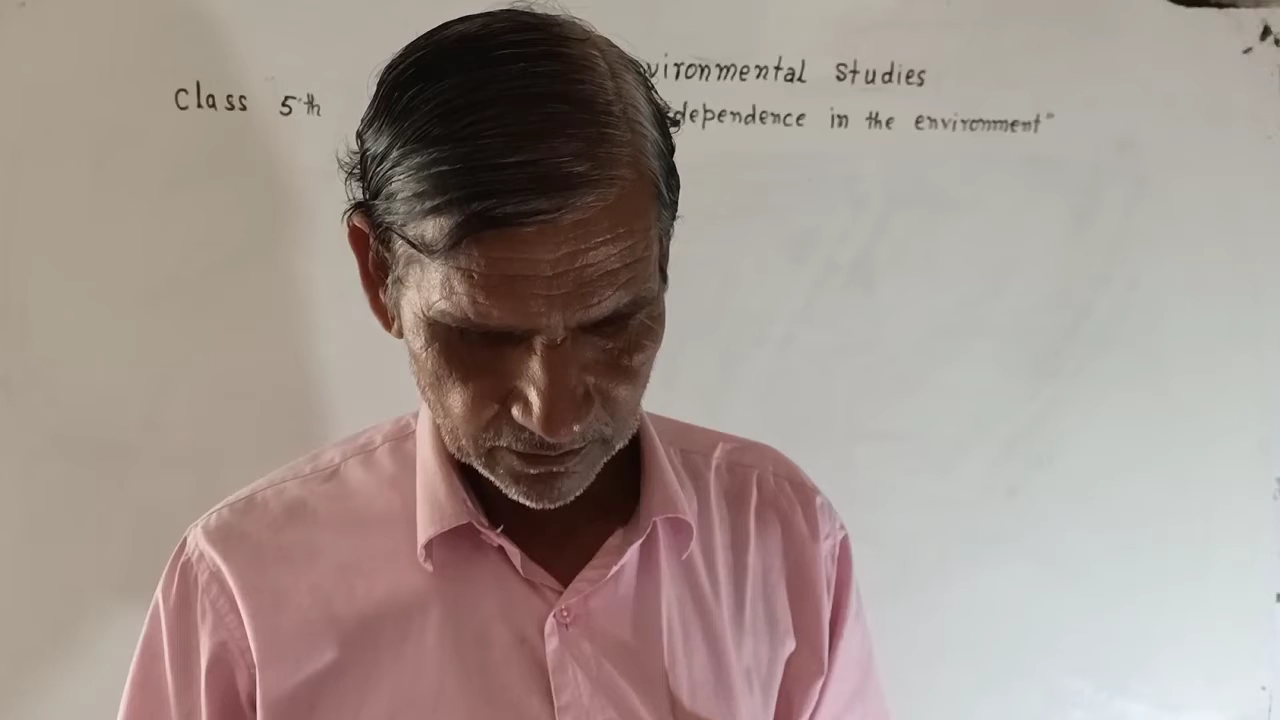 Class 5th vironmental Studies
dependence in the environment"